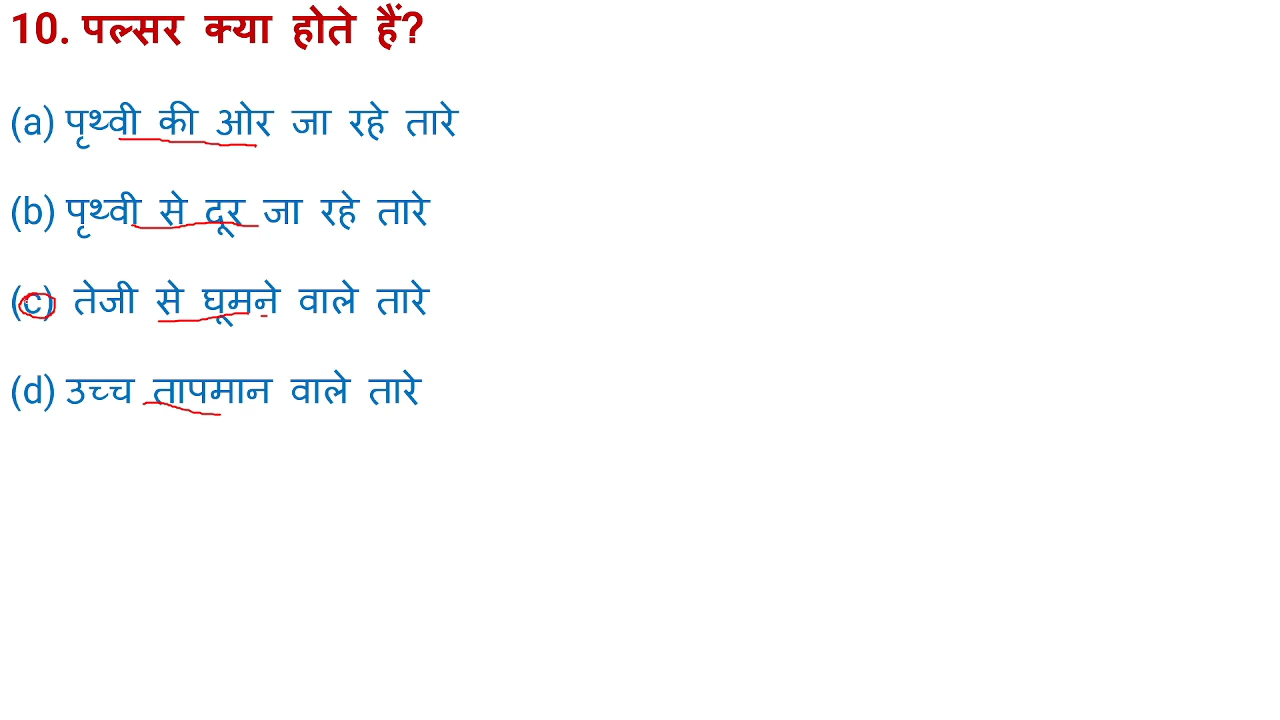 10. पल्सर क्या होते हैं?
(a) पृथ्वी की ओर जा रहे तारे
(b) पृथ्वी से दूर जा रहे तारे
(c) तेजी से घूमने वाले तारे
(d) उच्च तापमान वाले तारे